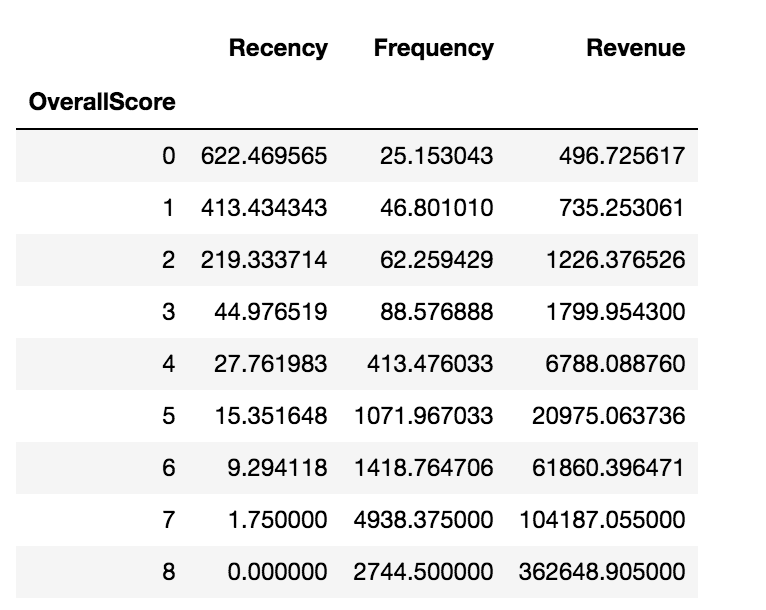 Recency Frequency Revenue
OverallScore
0 622.469565 25.153043 496.725617
1 413.434343 46.801010 735.253061
2 219.333714 62.259429 1226.376526
3 44.976519 88.576888 1799.954300
4 27.761983 413.476033 6788.088760
5 15.351648 1071.967033 20975.063736
6 9.294118 1418.764706 61860.396471
7 1.750000 4938.375000 104187.055000
8 0.000000 2744.500000 362648.905000